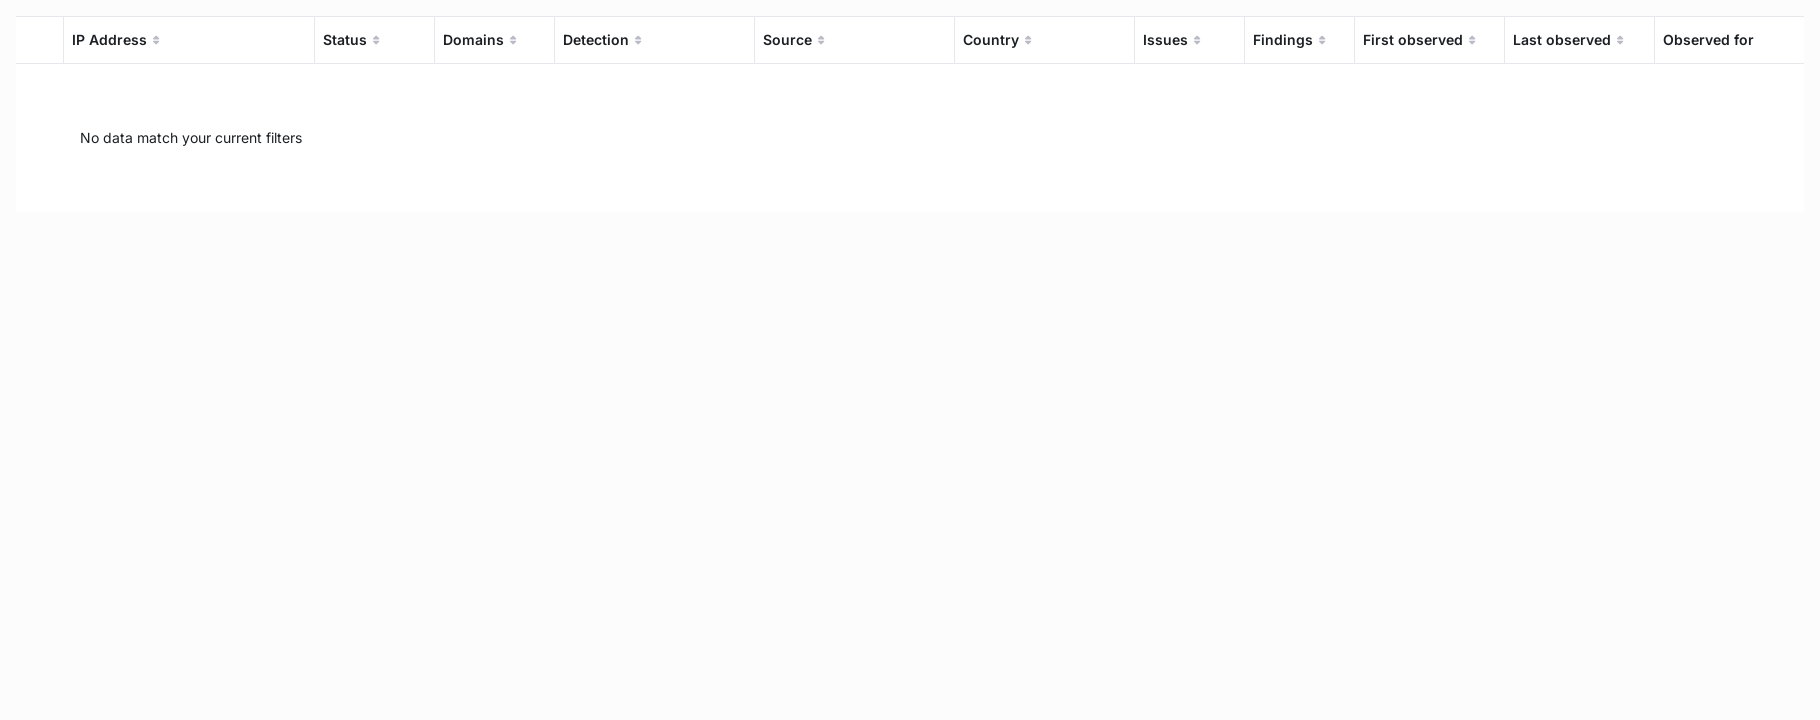 IP Address Status Domains Detection Source Country Issues Findings First observed Last observed Observed for
No data match your current filters